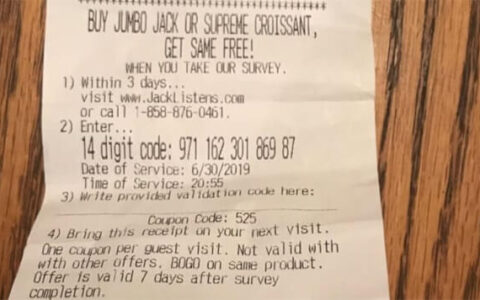 ****************************************
BUY JUMBO JACK OR SUPREME CROISSANT,
GET SAME FREE!
WHEN YOU TAKE OUR SURVEY.
1) Within 3 days...
visit www.JackListens.com
or call 1-858-876-0461.
2) Enter...
14 digit code: 971 162 301 869 87
Date of Service: 6/30/2019
Time of Service: 20:55
3) Write provided validation code here:
Coupon Code: 525
4) Bring this receipt on your next visit.
One coupon per guest visit. Not valid with
with other offers. BOGO on same product.
Offer is valid 7 days after survey
completion.